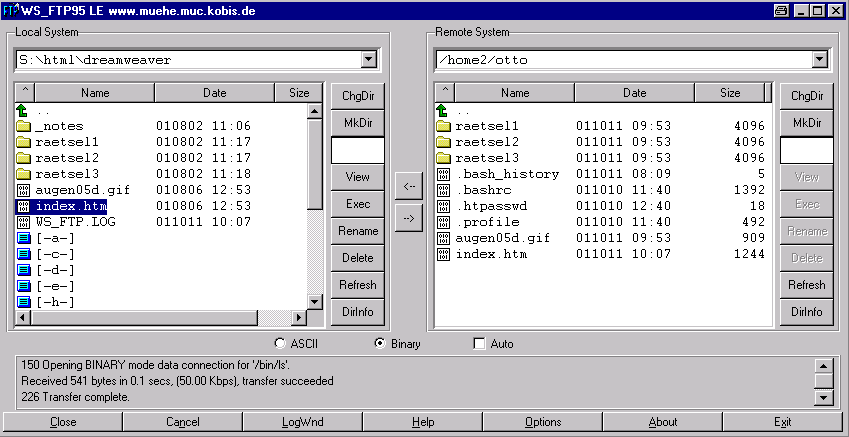 WS_FTP95 LE www.muehe.muc.kobis.de
Local System
S:\html\dreamweaver
^ Name Date Size
..
_notes 010802 11:06
raetsel1 010802 11:17
raetsel2 010802 11:17
raetsel3 010802 11:18
augen05d.gif 010806 12:53
index.htm 010806 12:53
WS_FTP.LOG 011011 10:07
[-a-]
[-c-]
[-d-]
[-e-]
[-h-]
ChgDir
MkDir
View
Exec
Rename
Delete
Refresh
DirInfo
<--
-->
Remote System
/home2/otto
^ Name Date Size
..
raetsel1 011011 09:53 4096
raetsel2 011011 09:53 4096
raetsel3 011011 09:53 4096
.bash_history 011011 08:09 5
.bashrc 011010 11:40 1392
.htpasswd 011010 12:40 18
.profile 011010 11:40 492
augen05d.gif 011011 09:53 909
index.htm 011011 10:07 1244
ChgDir
MkDir
View
Exec
Rename
Delete
Refresh
DirInfo
ASCII Binary Auto
150 Opening BINARY mode data connection for '/bin/ls'.
Received 541 bytes in 0.1 secs, (50.00 Kbps), transfer succeeded
226 Transfer complete.
Close Cancel LogWnd Help Options About Exit